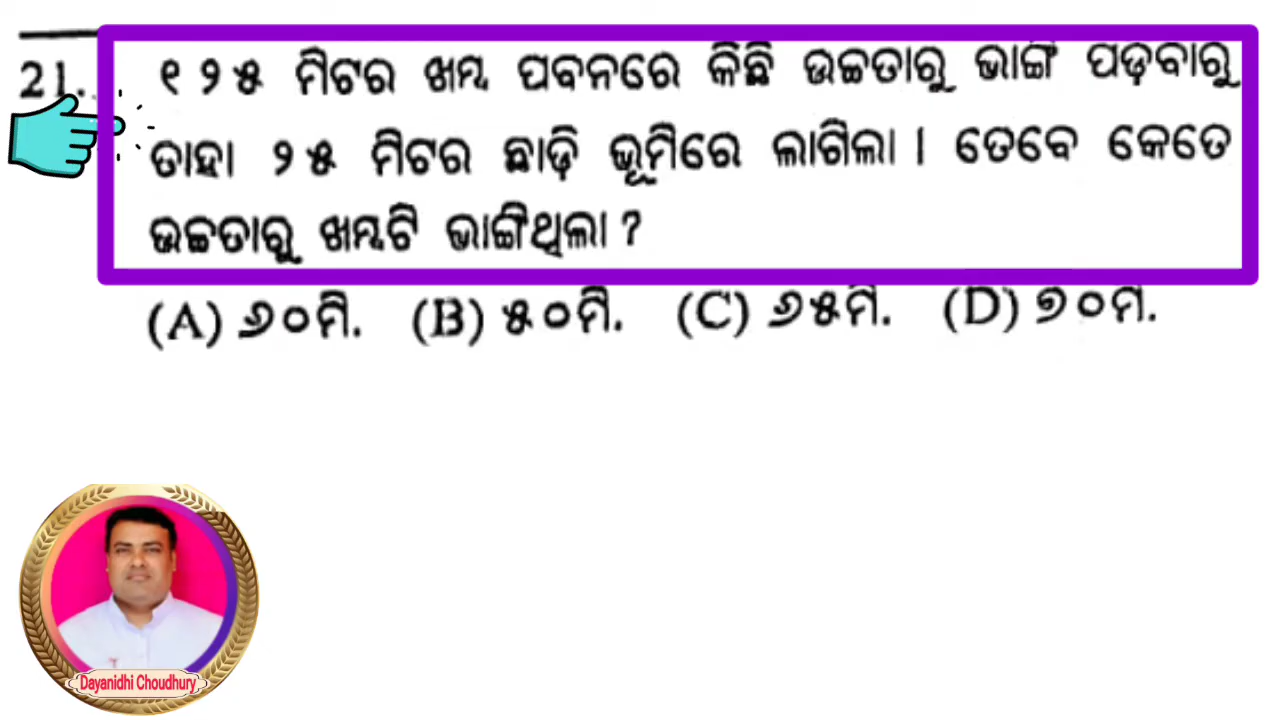 21. ୧୨୫ ମିଟର ଖମ୍ବ ପବନରେ କିଛି ଉଚ୍ଚତାରୁ ଭାଙ୍ଗି ପଡ଼ିବାରୁ
ତାହା ୨୫ ମିଟର ଛାଡ଼ି ଭୂମିରେ ଲାଗିଲା । ତେବେ କେତେ
ଉଚ୍ଚତାରୁ ଖମ୍ବଟି ଭାଙ୍ଗିଥିଲା ?
(A) ୬୦ମି. (B) ୫୦ମି. (C) ୬୫ମି. (D) ୭୦ମି.
Dayanidhi Choudhury